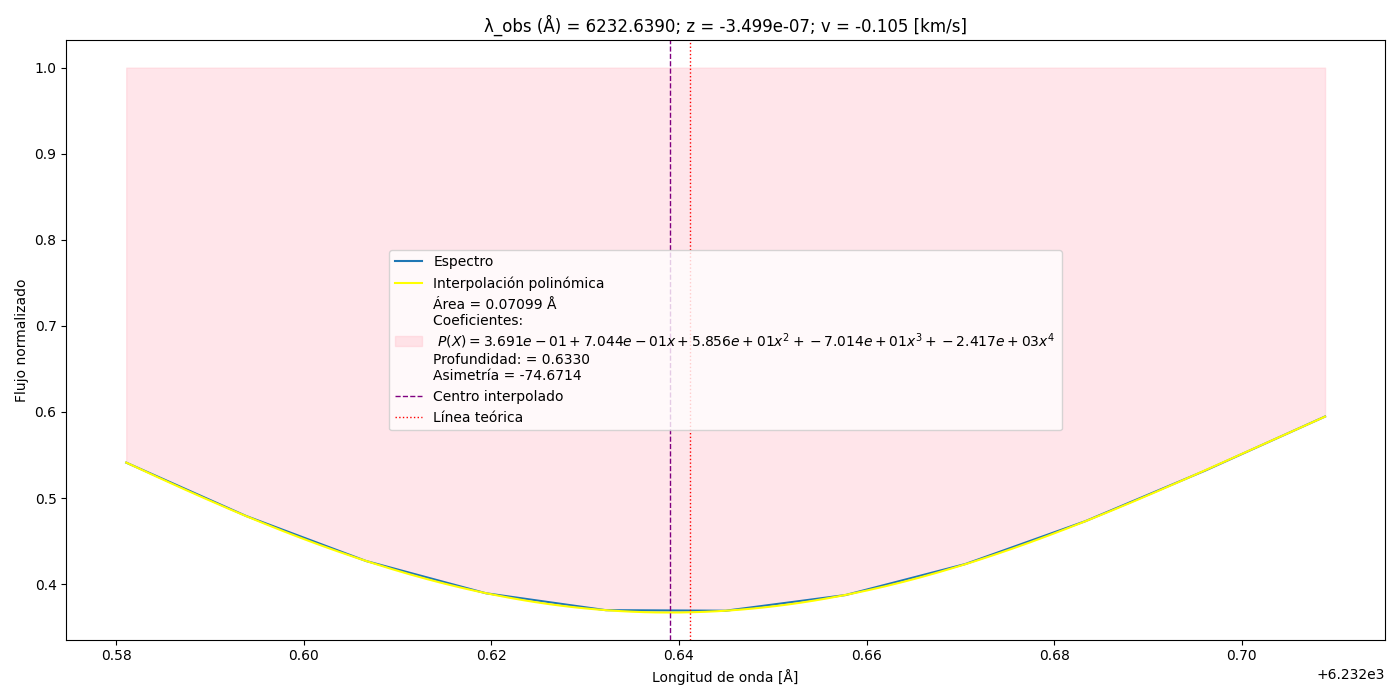 λ_obs (Å) = 6232.6390; z = -3.499e-07; v = -0.105 [km/s]
Flujo normalizado
1.0
0.9
0.8
0.7
0.6
0.5
0.4
Espectro
Interpolación polinómica
Área = 0.07099 Å
Coeficientes:
P(X) = 3.691e − 01 + 7.044e − 01x + 5.856e + 01x² + −7.014e + 01x³ + −2.417e + 03x⁴
Profundidad: = 0.6330
Asimetría = -74.6714
Centro interpolado
Línea teórica
0.58 0.60 0.62 0.64 0.66 0.68 0.70
Longitud de onda [Å]
+6.232e3